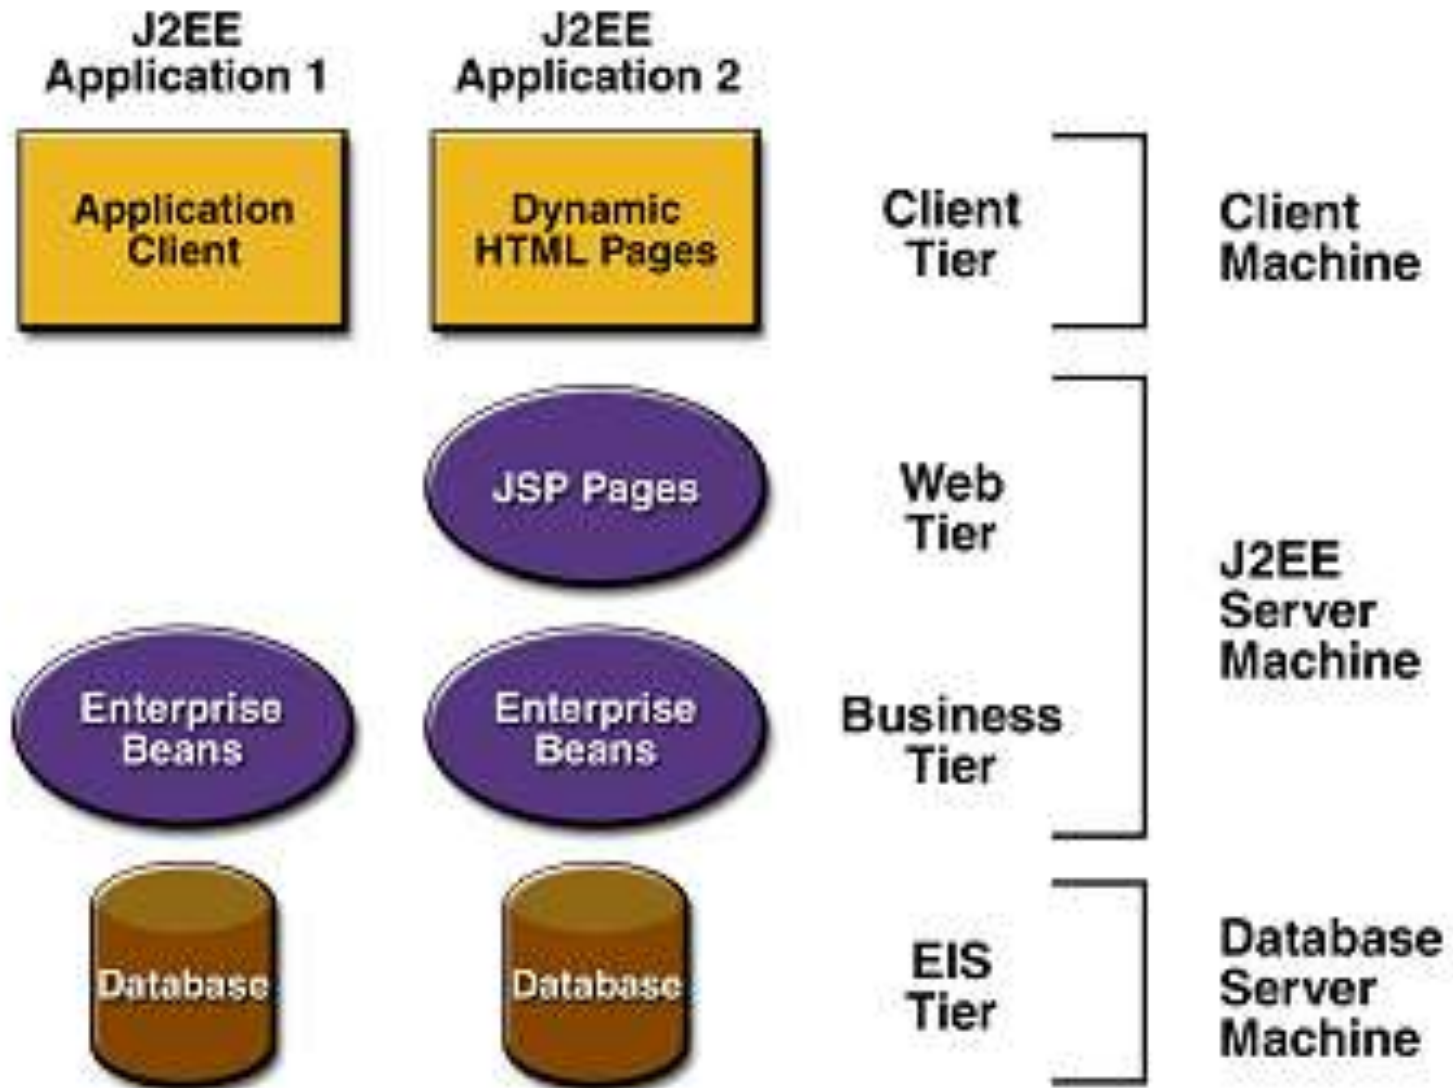 J2EE
Application 1
J2EE
Application 2
Application
Client
Dynamic
HTML Pages
Client
Tier
Client
Machine
JSP Pages
Web
Tier
J2EE
Server
Machine
Enterprise
Beans
Enterprise
Beans
Business
Tier
Database
Database
EIS
Tier
Database
Server
Machine